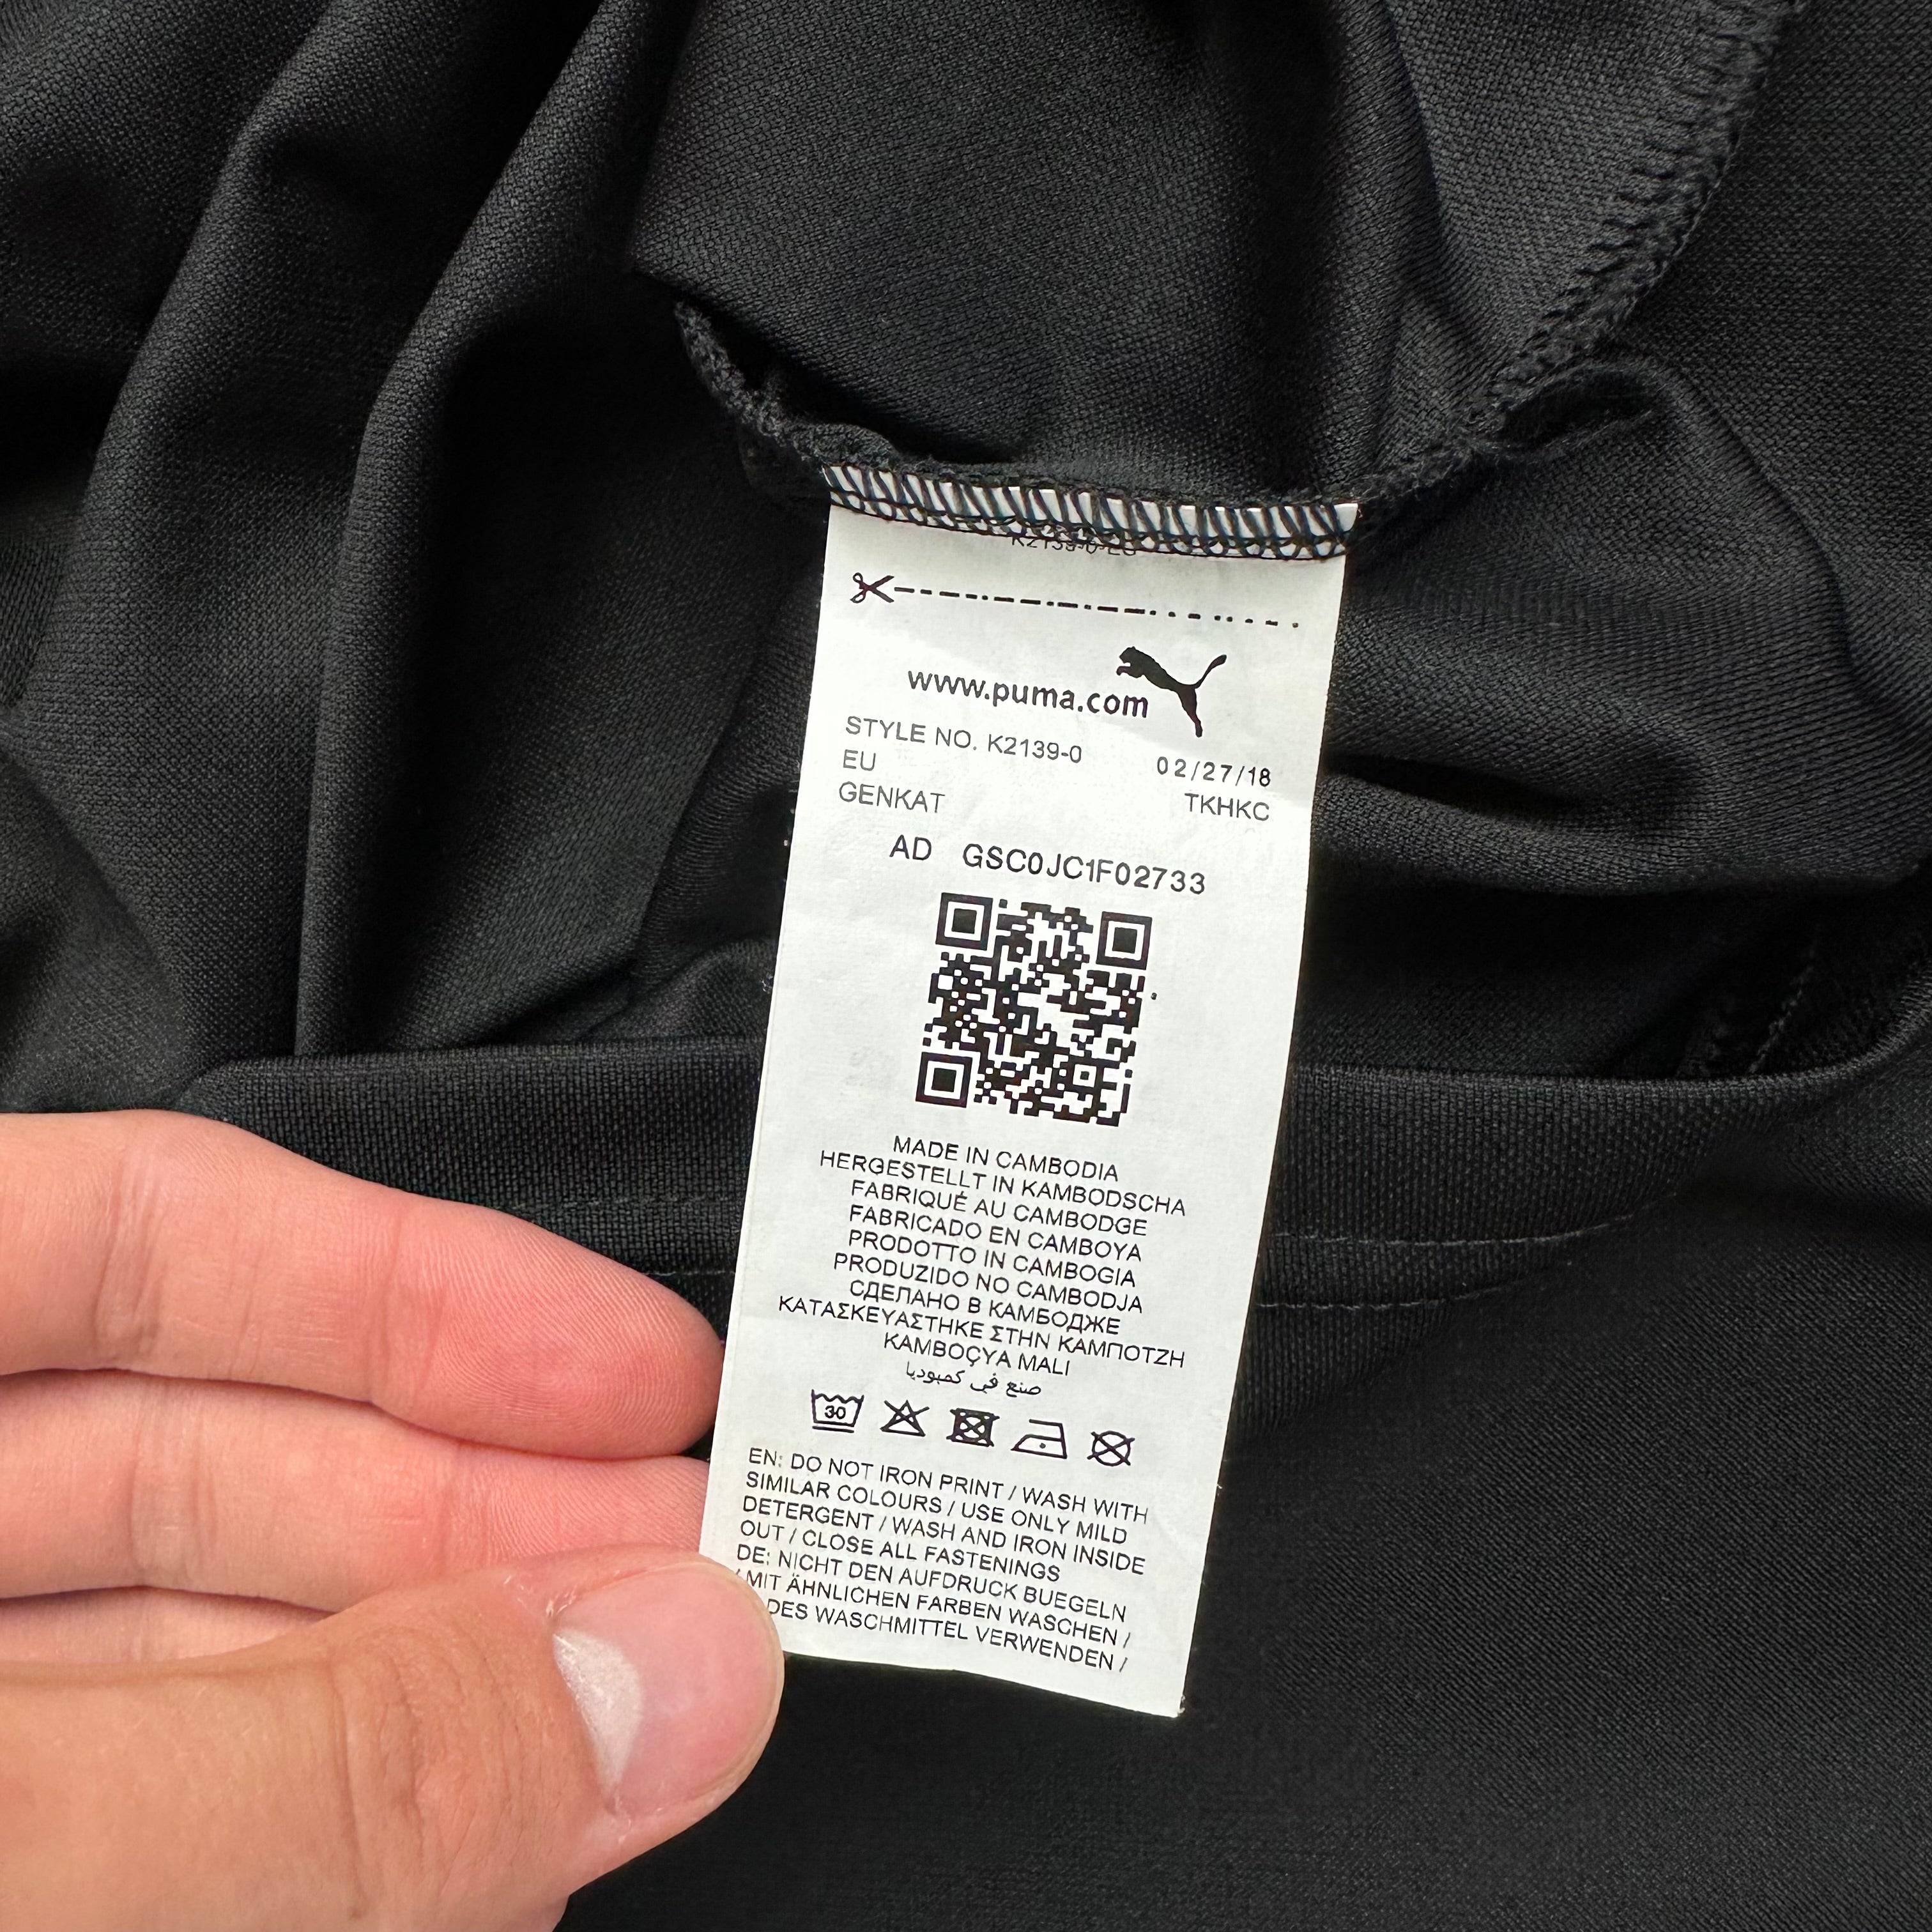 K2139-0-EU
www.puma.com
STYLE NO. K2139-0 02/27/18
EU
GENKAT TKHKC
AD GSC0JC1F02733
MADE IN CAMBODIA
HERGESTELLT IN KAMBODSCHA
FABRIQUÉ AU CAMBODGE
FABRICADO EN CAMBOYA
PRODOTTO IN CAMBOGIA
PRODUZIDO NO CAMBODJA
СДЕЛАНО В КАМБОДЖЕ
ΚΑΤΑΣΚΕΥΑΣΤΗΚΕ ΣΤΗΝ ΚΑΜΠΟΤΖΗ
KAMBOÇYA MALI
صنع في كمبوديا
30
EN: DO NOT IRON PRINT / WASH WITH
SIMILAR COLOURS / USE ONLY MILD
DETERGENT / WASH AND IRON INSIDE
OUT / CLOSE ALL FASTENINGS
DE: NICHT DEN AUFDRUCK BUEGELN
/ MIT ÄHNLICHEN FARBEN WASCHEN /
WASCHMITTEL VERWENDEN /